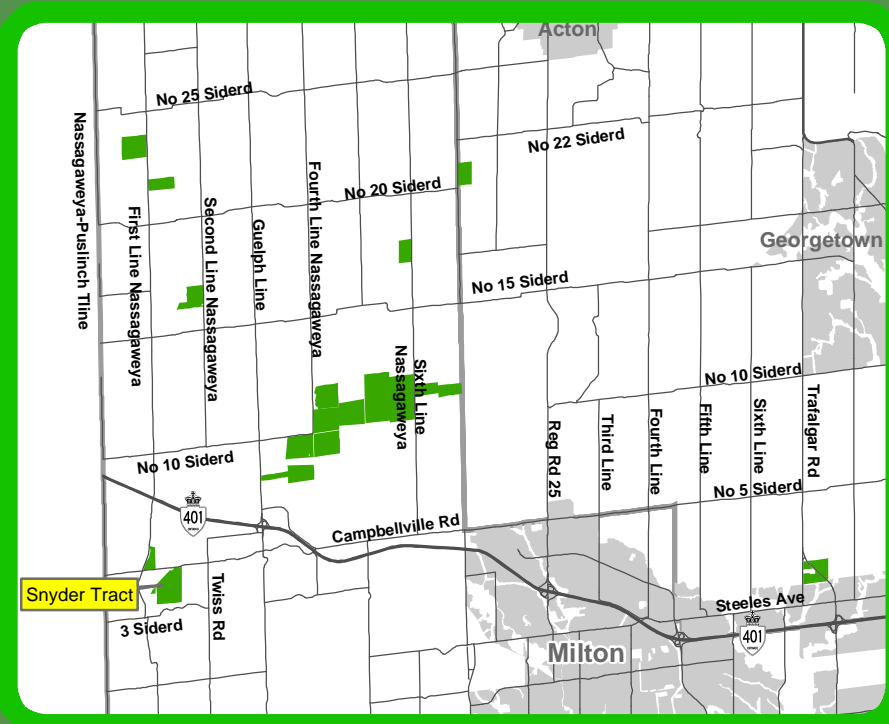 Acton
No 25 Siderd
No 22 Siderd
Nassagaweya-Puslinch Tline
No 20 Siderd
Fourth Line Nassagaweya
First Line Nassagaweya
Second Line Nassagaweya
Guelph Line
Georgetown
No 15 Siderd
Sixth Line
Nassagaweya
No 10 Siderd
Trafalgar Rd
Sixth Line
Fifth Line
Fourth Line
Third Line
Reg Rd 25
No 10 Siderd
No 5 Siderd
401
ONTARIO
Campbellville Rd
Snyder Tract
Twiss Rd
3 Siderd
Steeles Ave
401
ONTARIO
Milton